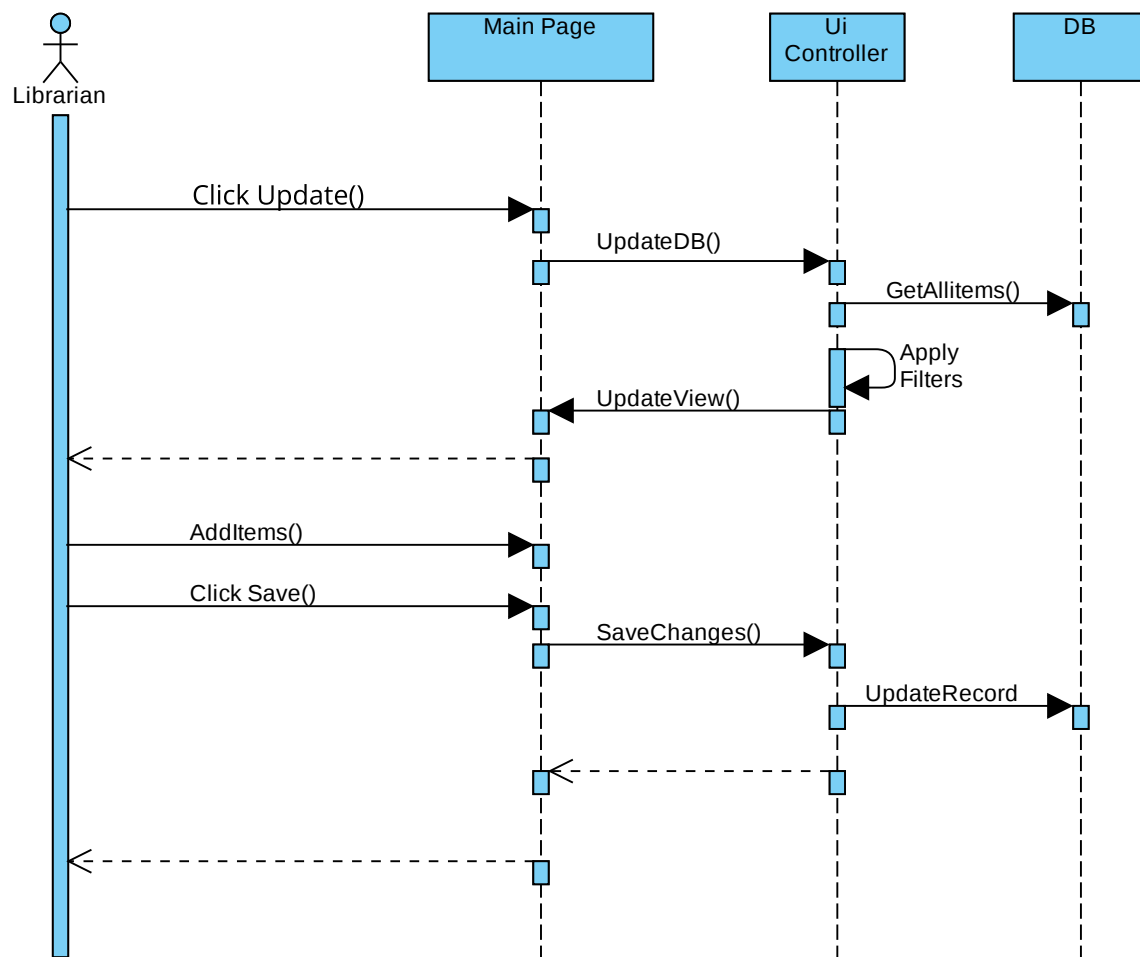 Main Page
Ui
Controller
DB
Librarian
Click Update()
UpdateDB()
GetAllitems()
Apply
Filters
UpdateView()
AddItems()
Click Save()
SaveChanges()
UpdateRecord